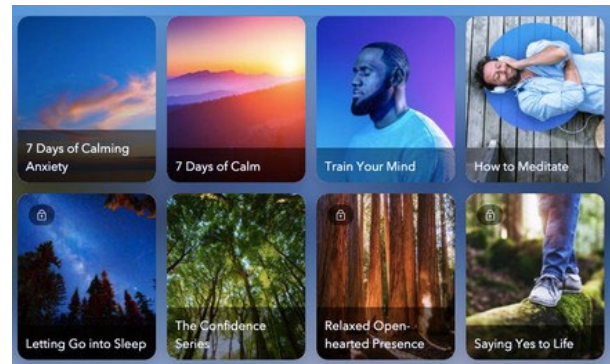 7 Days of Calming
Anxiety
7 Days of Calm
Train Your Mind
How to Meditate
Letting Go into Sleep
The Confidence
Series
Relaxed Open-
hearted Presence
Saying Yes to Life